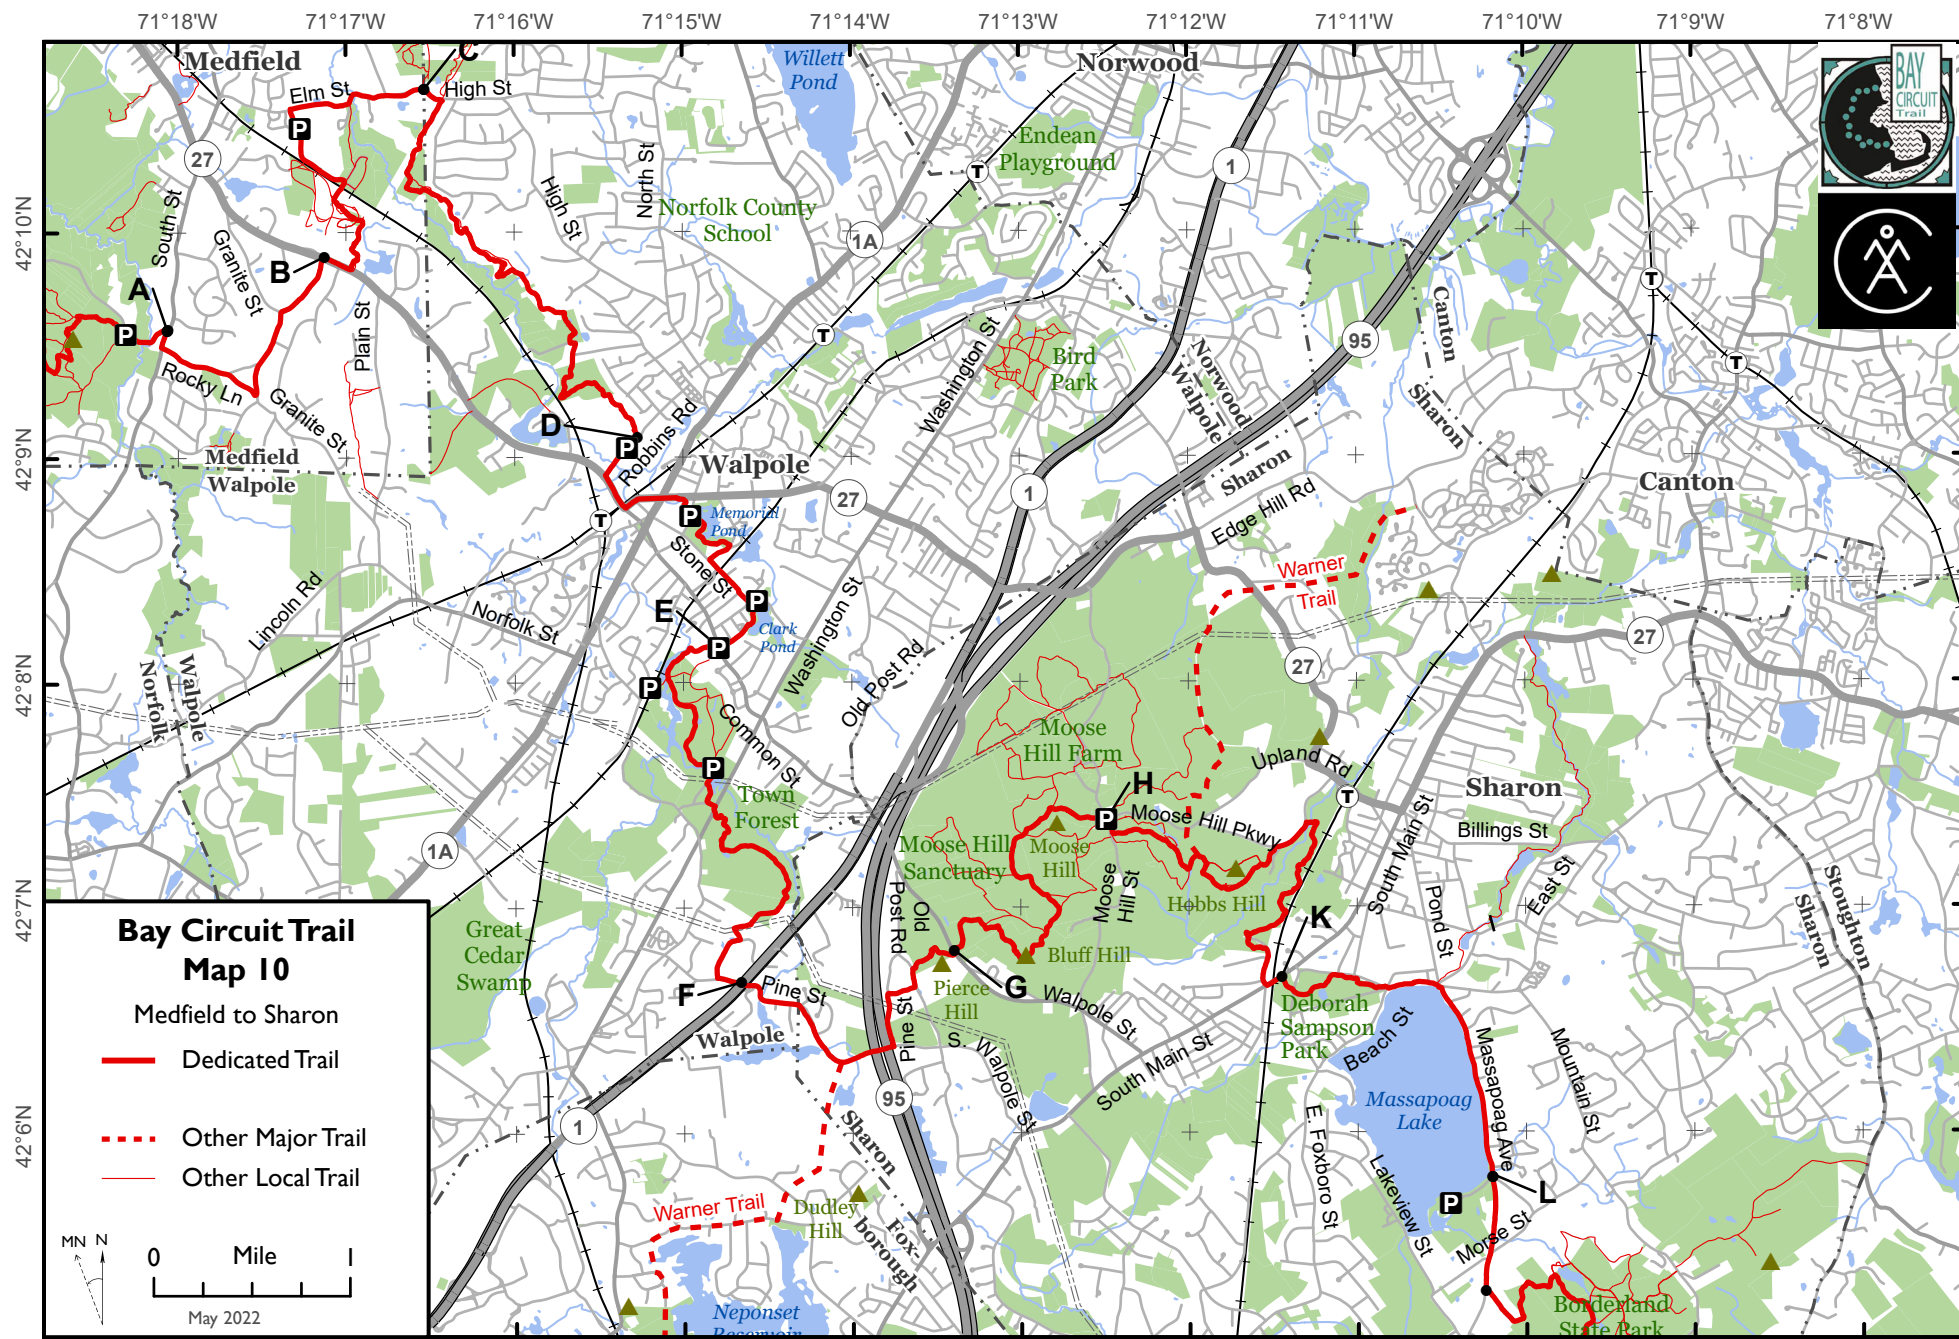 71°18'W
71°17'W
71°16'W
71°15'W
71°14'W
71°13'W
71°12'W
71°11'W
71°10'W
71°9'W
71°8'W
42°10'N
42°9'N
42°8'N
42°7'N
42°6'N
Medfield
C
Elm St
High St
P
27
South St
Granite St
A
B
P
Rocky Ln
Granite St
Plain St
Medfield
Walpole
High St
North St
Norfolk County
School
Willett
Pond
Norwood
Endean
Playground
T
1A
T
1
Washington St
Bird
Park
Norwood
Walpole
95
Canton
Sharon
BAY
CIRCUIT
Trail
AMC
T
T
D
P
Robbins Rd
Walpole
27
1
Sharon
Edge Hill Rd
Canton
T
P
Memorial
Pond
Stone St
Lincoln Rd
Norfolk St
E
P
P
Clark
Pond
Washington St
Old Post Rd
Warner
Trail
27
27
Walpole
Norfolk
P
Common St
P
Town
Forest
1A
Moose
Hill Farm
H
P
Moose Hill Pkwy
Upland Rd
T
Sharon
Billings St
South Main St
East St
Pond St
Moose Hill
Sanctuary
Moose
Hill
Moose
Hill St
Hobbs Hill
K
Stoughton
Sharon
Great
Cedar
Swamp
Old
Post Rd
Bluff Hill
G
Pierce
Hill
F
Pine St
Walpole
Pine St
S. Walpole St
Walpole St
South Main St
Deborah
Sampson
Park
Beach St
Massapoag Ave
Mountain St
Massapoag
Lake
E. Foxboro St
Lakeview St
P
L
Morse St
1
95
Sharon
Fox-
borough
Warner Trail
Dudley
Hill
Neponset
Reservoir
Borderland
State Park
Bay Circuit Trail
Map 10
Medfield to Sharon
Dedicated Trail
Other Major Trail
Other Local Trail
MN N
0 Mile 1
May 2022